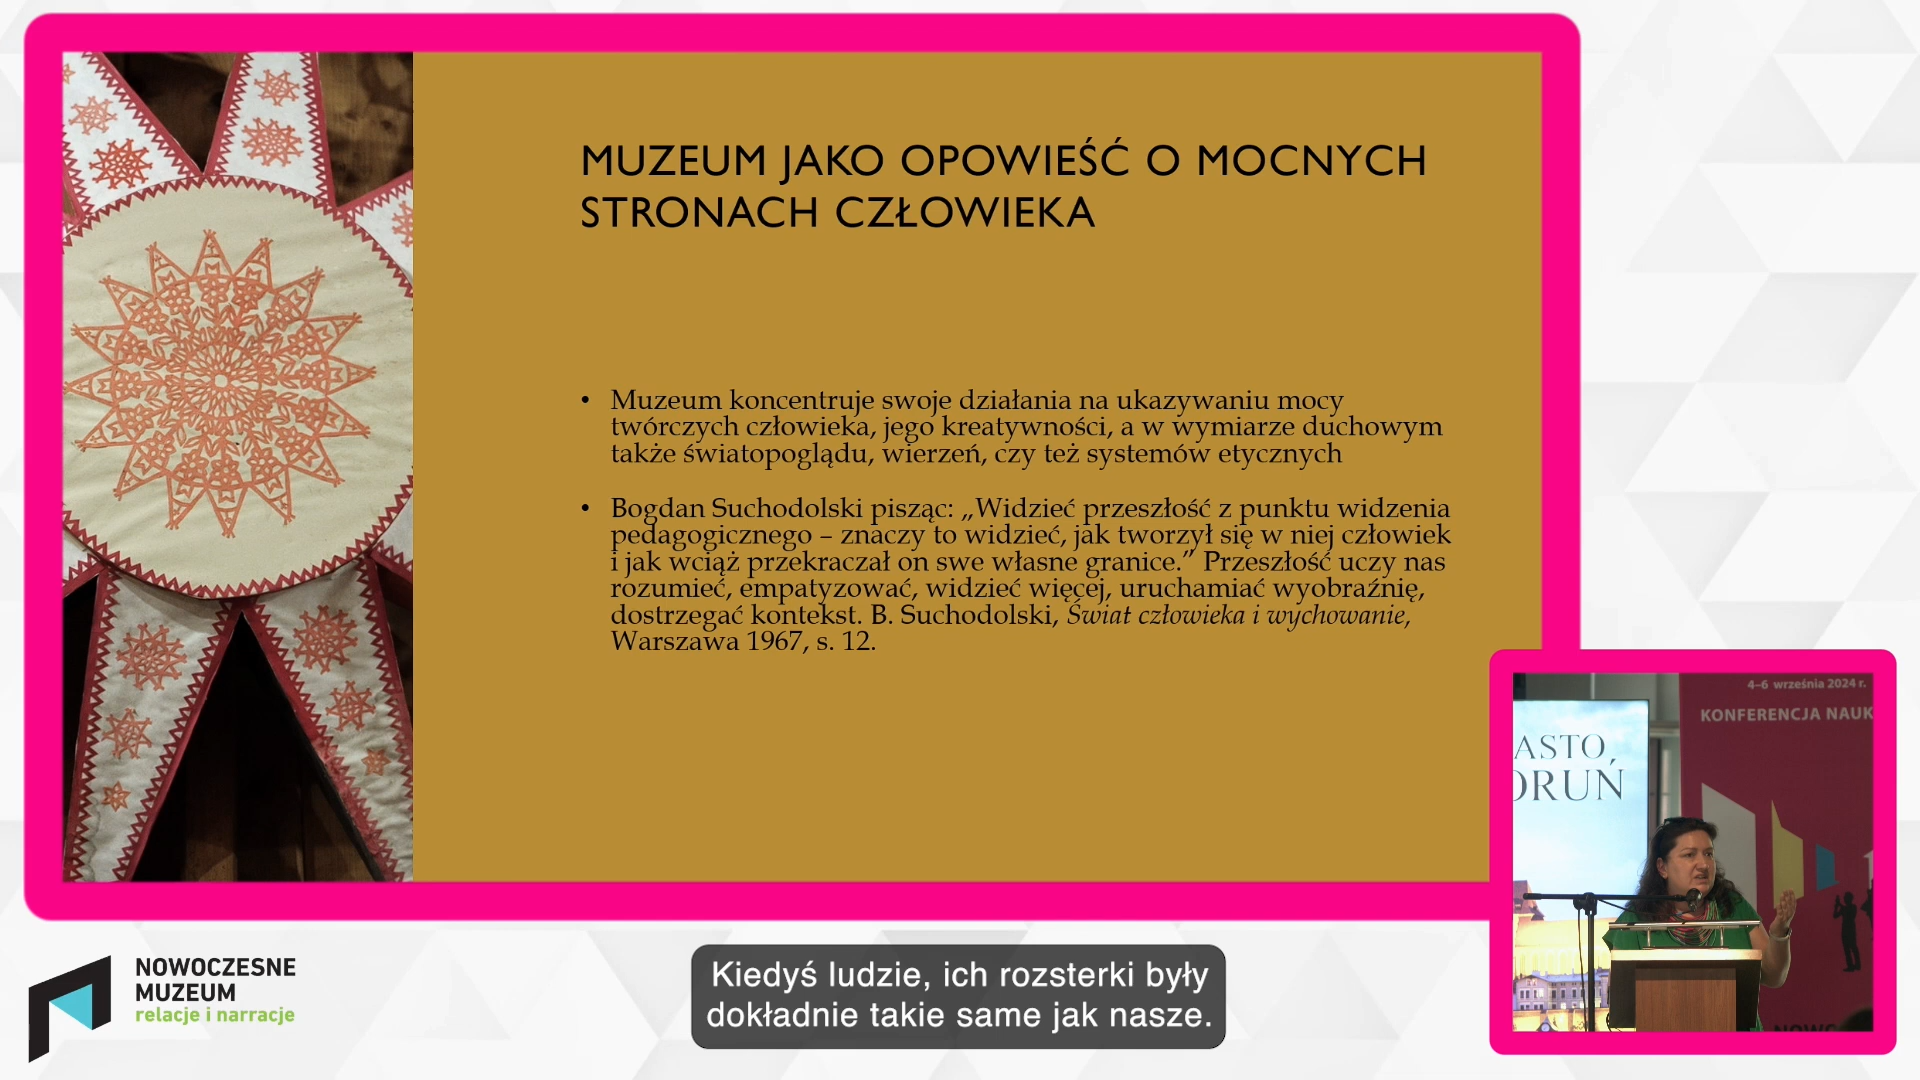 MUZEUM JAKO OPOWIEŚĆ O MOCNYCH
STRONACH CZŁOWIEKA
• Muzeum koncentruje swoje działania na ukazywaniu mocy
twórczych człowieka, jego kreatywności, a w wymiarze duchowym
także światopoglądu, wierzeń, czy też systemów etycznych
• Bogdan Suchodolski pisząc: „Widzieć przeszłość z punktu widzenia
pedagogicznego – znaczy to widzieć, jak tworzył się w niej człowiek
i jak wciąż przekraczał on swe własne granice.” Przeszłość uczy nas
rozumieć, empatyzować, widzieć więcej, uruchamiać wyobraźnię,
dostrzegać kontekst. B. Suchodolski, Świat człowieka i wychowanie,
Warszawa 1967, s. 12.
4–6 września 2024 r.
KONFERENCJA NAUK
ASTO,
ORUŃ
NOWOCZESNE
MUZEUM
relacje i narracje
Kiedyś ludzie, ich rozsterki były
dokładnie takie same jak nasze.